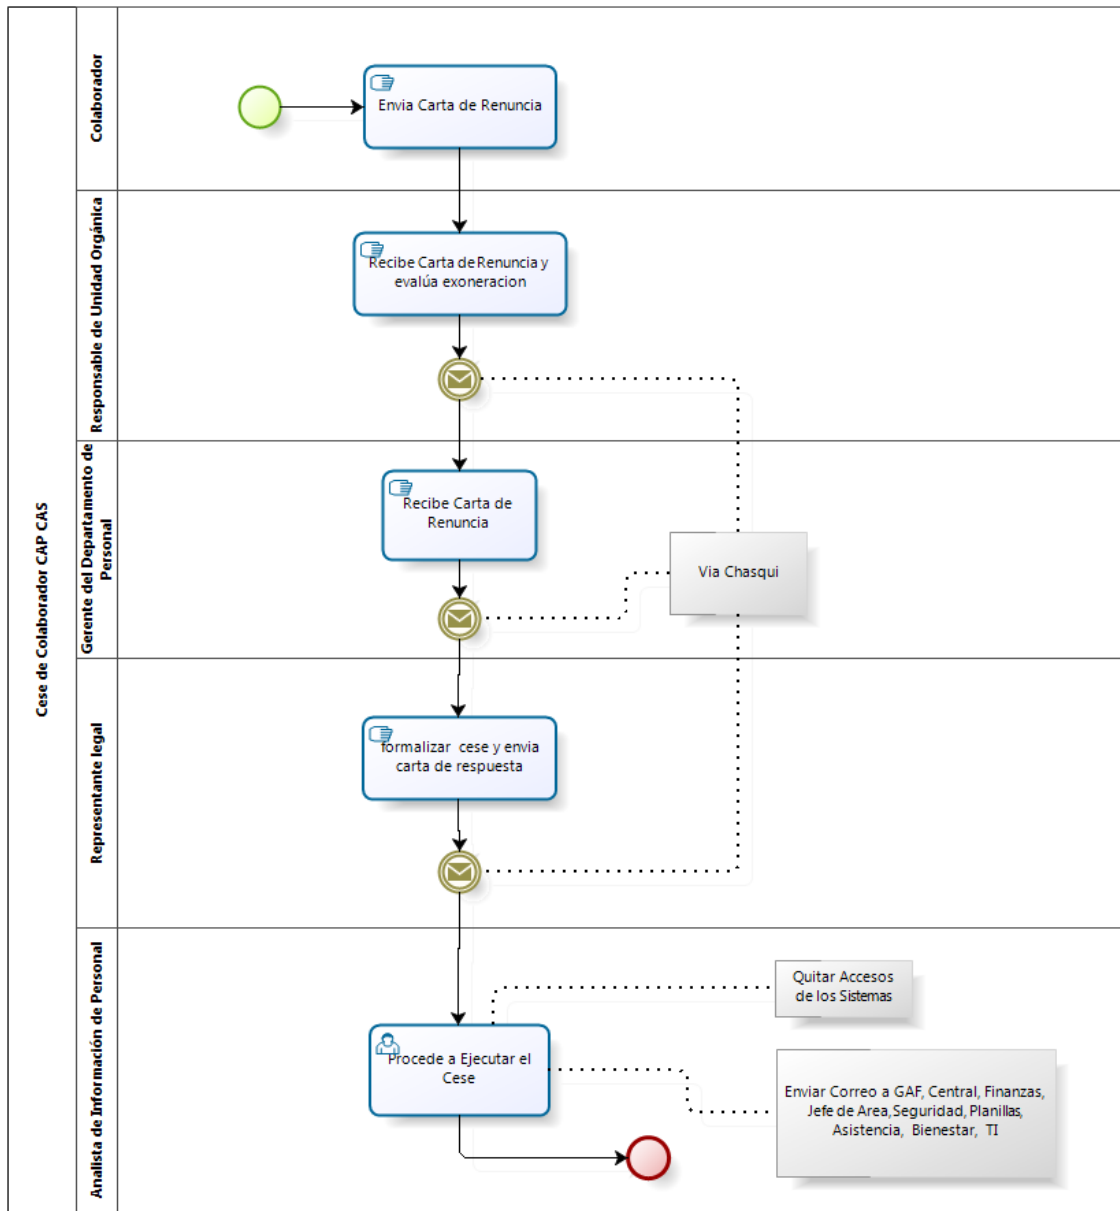 Cese de Colaborador CAP CAS
Colaborador
Envia Carta de Renuncia
Responsable de Unidad Orgánica
Recibe Carta de Renuncia y
evalúa exoneracion
Gerente del Departamento de
Personal
Recibe Carta de
Renuncia
Via Chasqui
Representante legal
formalizar cese y envia
carta de respuesta
Analista de Información de Personal
Quitar Accesos
de los Sistemas
Procede a Ejecutar el
Cese
Enviar Correo a GAF, Central, Finanzas,
Jefe de Area,Seguridad, Planillas,
Asistencia, Bienestar, TI